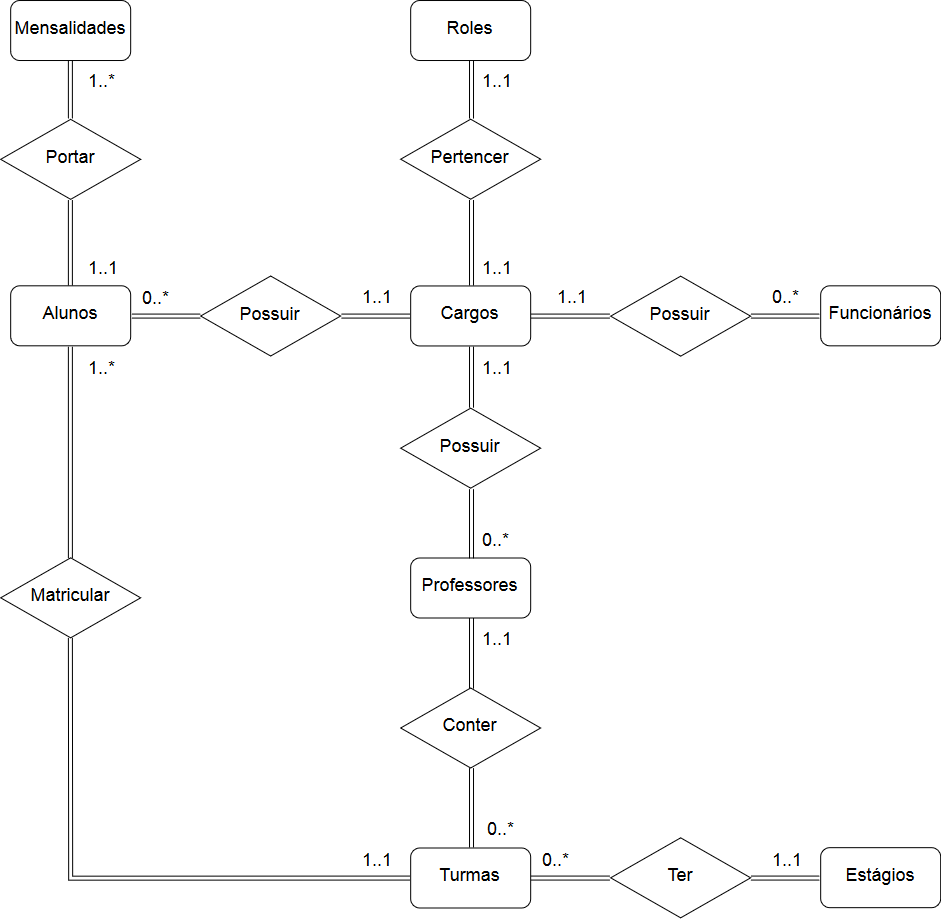 Mensalidades
Roles
1..*
1..1
Portar
Pertencer
1..1
1..1
Alunos
0..*
Possuir
1..1
Cargos
1..1
Possuir
0..*
Funcionários
1..*
1..1
Possuir
0..*
Professores
Matricular
1..1
Conter
0..*
1..1
Turmas
0..*
Ter
1..1
Estágios